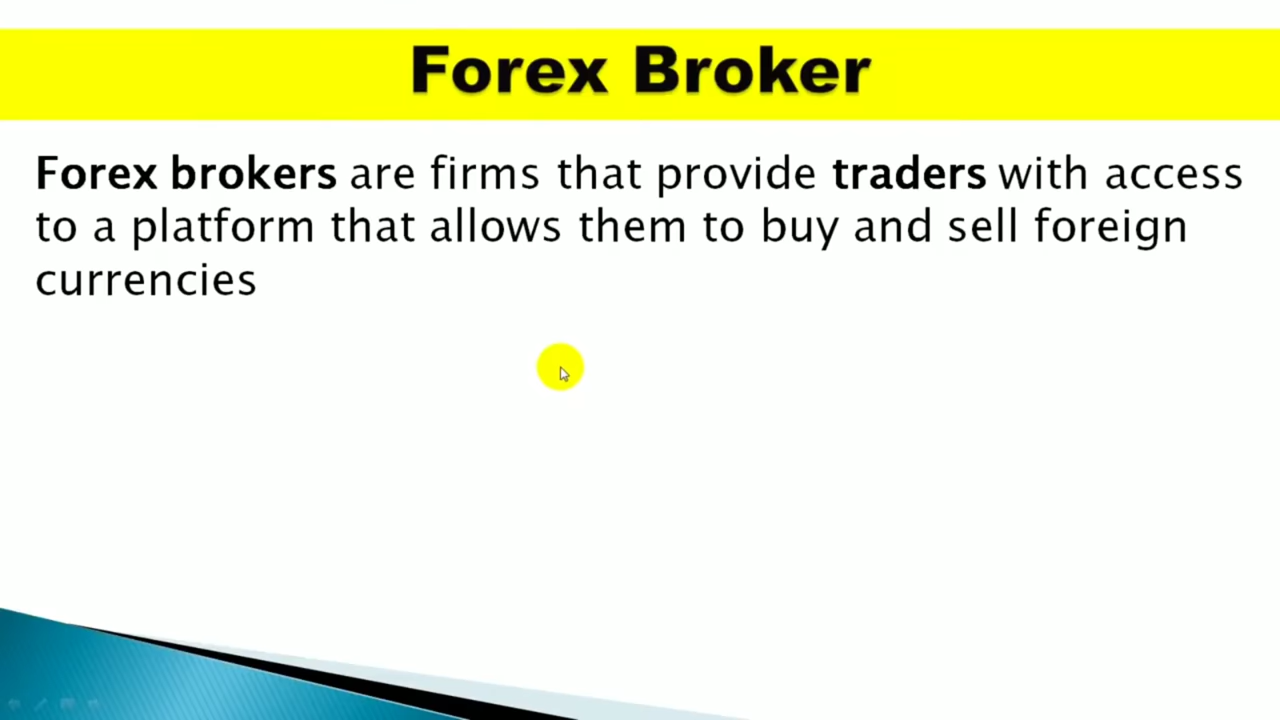 Forex Broker
Forex brokers are firms that provide traders with access
to a platform that allows them to buy and sell foreign
currencies